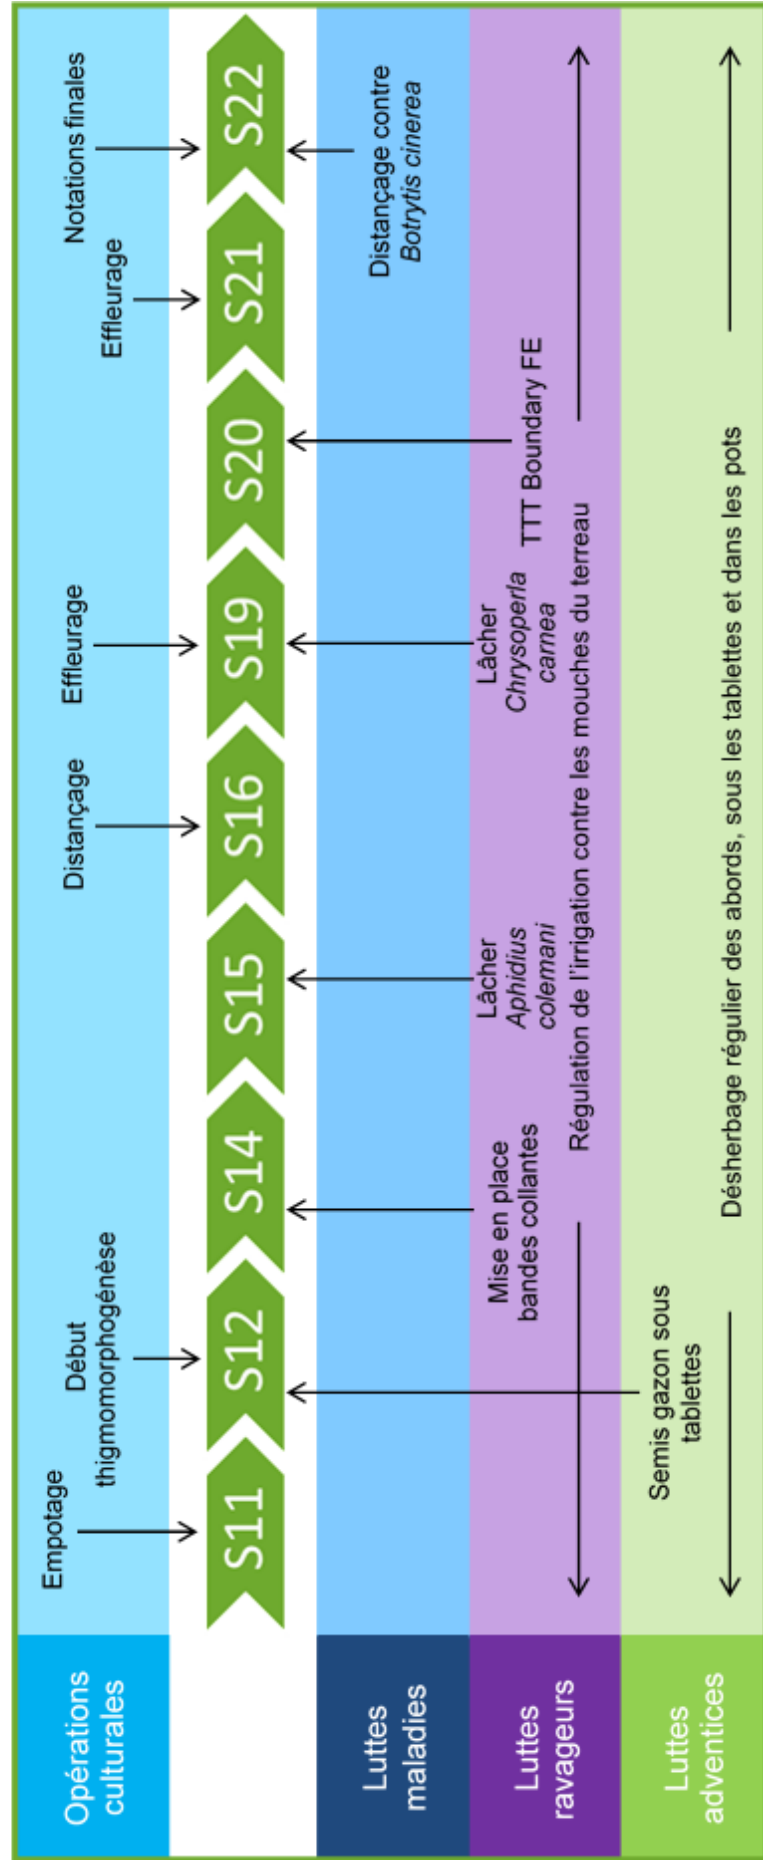 Opérations
culturales
Empotage
Début
thigmomorphogénèse
Distançage
Effleurage
Effleurage
Notations finales
S11
S12
S14
S15
S16
S19
S20
S21
S22
Luttes
maladies
Distançage contre
Botrytis cinerea
Luttes
ravageurs
Mise en place
bandes collantes
Lâcher
Aphidius
colemani
Lâcher
Chrysoperla
carnea
TTT Boundary FE
Régulation de l'irrigation contre les mouches du terreau
Luttes
adventices
Semis gazon sous
tablettes
Désherbage régulier des abords, sous les tablettes et dans les pots